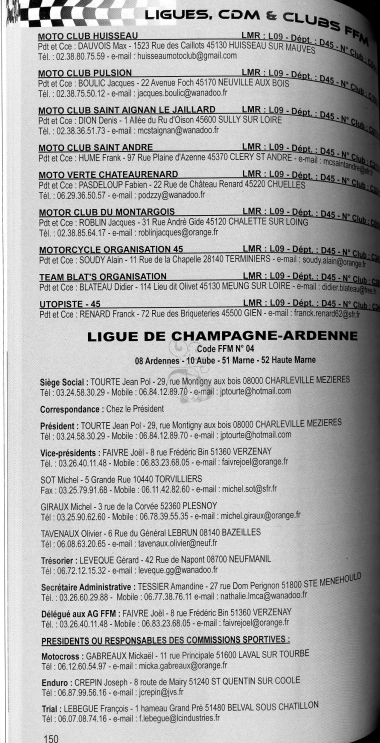 LIGUES, CDM & CLUBS FFM
MOTO CLUB HUISSEAU LMR : L09 - Dépt. : D45 - N° Club :
Pdt et Cce : DAUVOIS Max - 1523 Rue des Caillots 45130 HUISSEAU SUR MAUVES
Tél. : 02.38.80.75.59 - e-mail : huisseaumotoclub@gmail.com
MOTO CLUB PULSION LMR : L09 - Dépt. : D45 - N° Club :
Pdt et Cce : BOULIC Jacques - 22 Avenue Foch 45170 NEUVILLE AUX BOIS
Tél. : 02.38.75.50.12 - e-mail : jacques.boulic@wanadoo.fr
MOTO CLUB SAINT AIGNAN LE JAILLARD LMR : L09 - Dépt. : D45 - N° Club :
Pdt et Cce : DION Denis - 1 Allée du Ru d'Oison 45600 SULLY SUR LOIRE
Tél. : 02.38.36.51.73 - e-mail : mcstaignan@wanadoo.fr
MOTO CLUB SAINT ANDRE LMR : L09 - Dépt. : D45 - N° Club :
Pdt et Cce : HUME Frank - 97 Rue Plaine d'Azenne 45370 CLERY ST ANDRE - e-mail :
MOTO VERTE CHATEAURENARD LMR : L09 - Dépt. : D45 - N° Club :
Pdt et Cce : PASDELOUP Fabien - 22 Rue de Château Renard 45220 CHUELLES
Tél. : 06.29.36.50.57 - e-mail : podzzy@wanadoo.fr
MOTOR CLUB DU MONTARGOIS LMR : L09 - Dépt. : D45 - N° Club :
Pdt et Cce : ROBLIN Jacques - 31 Rue André Gide 45120 CHALETTE SUR LOING
Tél. : 02.38.85.64.17 - e-mail : roblinjacques@orange.fr
MOTORCYCLE ORGANISATION 45 LMR : L09 - Dépt. : D45 - N° Club :
Pdt et Cce : SOUDY Alain - 11 Rue de la Chapelle 28140 TERMINIERS - e-mail : soudy.alain@orange.fr
TEAM BLAT'S ORGANISATION LMR : L09 - Dépt. : D45 - N° Club :
Pdt et Cce : BLATEAU Didier - 114 Lieu dit Olivet 45130 MEUNG SUR LOIRE - e-mail : didier.blateau@free.fr
UTOPISTE - 45 LMR : L09 - Dépt. : D45 - N° Club :
Pdt et Cce : RENARD Franck - 72 Rue des Briqueteries 45500 GIEN - e-mail : franck.renard62@sfr.fr
LIGUE DE CHAMPAGNE-ARDENNE
Code FFM N° 04
08 Ardennes - 10 Aube - 51 Marne - 52 Haute Marne
Siège Social : TOURTE Jean Pol - 29, rue Montigny aux bois 08000 CHARLEVILLE MEZIERES
Tél : 03.24.58.30.29 - Mobile : 06.84.12.89.70 - e-mail : jptourte@hotmail.com
Correspondance : Chez le Président
Président : TOURTE Jean Pol - 29, rue Montigny aux bois 08000 CHARLEVILLE MEZIERES
Tél : 03.24.58.30.29 - Mobile : 06.84.12.89.70 - e-mail : jptourte@hotmail.com
Vice-présidents : FAIVRE Joël - 8 rue Frédéric Bin 51360 VERZENAY
Tél. : 03.26.40.11.48 - Mobile : 06.83.23.68.05 - e-mail : faivrejoel@orange.fr
SOT Michel - 5 Grande Rue 10440 TORVILLIERS
Fax : 03.25.79.91.68 - Mobile : 06.11.42.82.60 - e-mail : michel.sot@sfr.fr
GIRAUX Michel - 3 rue de la Corvée 52360 PLESNOY
Tél : 03.25.90.62.60 - Mobile : 06.78.39.55.35 - e-mail : michel.giraux@orange.fr
TAVENAUX Olivier - 6 Rue du Général LEBRUN 08140 BAZEILLES
Tél : 06.08.63.20.65 - e-mail : tavenaux.olivier@neuf.fr
Trésorier : LEVEQUE Gérard - 42 Rue de Napont 08700 NEUFMANIL
Tél : 06.72.12.15.32 - e-mail : leveque.gg@wanadoo.fr
Secrétaire Administrative : TESSIER Amandine - 27 rue Dom Perignon 51800 STE MENEHOULD
Tél. : 03.26.60.29.88 - Mobile : 06.77.38.76.11 e-mail : nathalie.lmca@wanadoo.fr
Délégué aux AG FFM : FAIVRE Joël - 8 rue Frédéric Bin 51360 VERZENAY
Tél. : 03.26.40.11.48 - Mobile : 06.83.23.68.05 - e-mail : faivrejoel@orange.fr
PRESIDENTS OU RESPONSABLES DES COMMISSIONS SPORTIVES :
Motocross : GABREAUX Mickaël - 11 rue Principale 51600 LAVAL SUR TOURBE
Tél : 06.12.60.54.97 - e-mail : micka.gabreaux@orange.fr
Enduro : CREPIN Joseph - 8 route de Mairy 51240 ST QUENTIN SUR COOLE
Tél : 06.87.99.56.16 - e-mail : jcrepin@jvs.fr
Trial : LEBEGUE François - 1 hameau Grand Pré 51480 BELVAL SOUS CHATILLON
Tél : 06.07.08.74.16 - e-mail : f.lebegue@lcindustries.fr
150